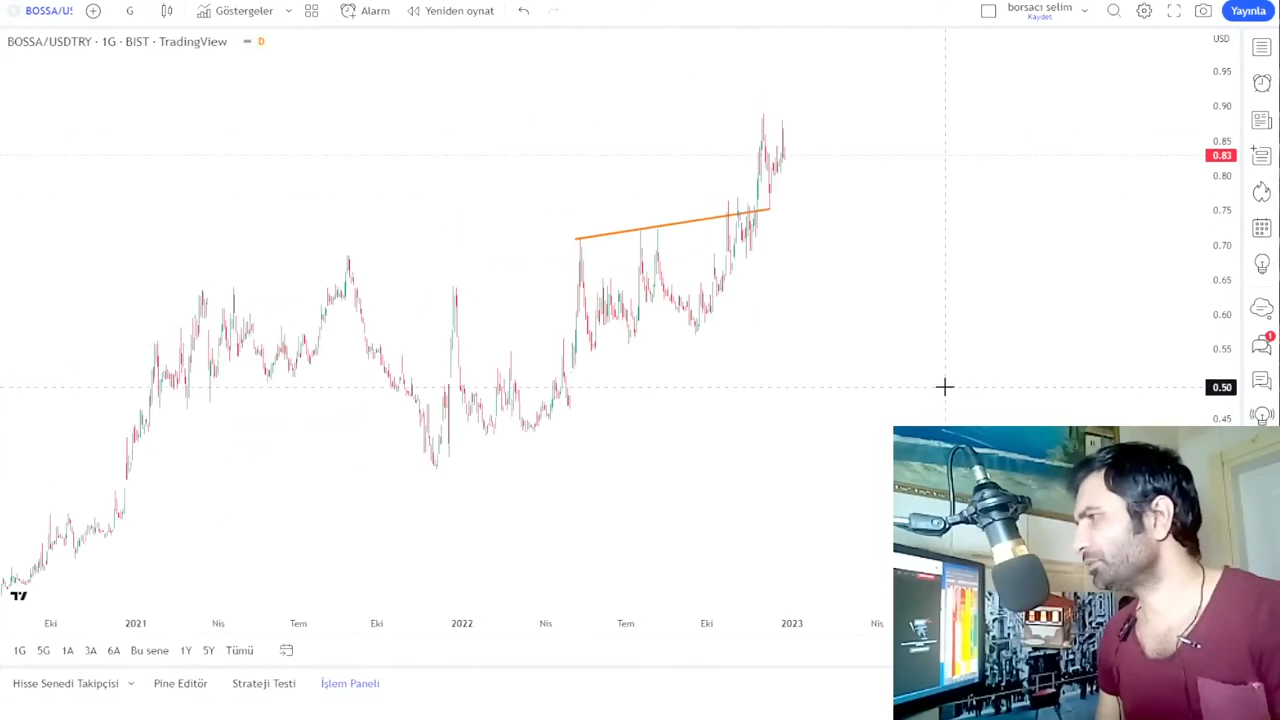 BOSSA/U
G
Göstergeler
Alarm
Yeniden oynat
borsacı selim
Kaydet
Yayınla
BOSSA/USDTRY · 1G · BIST · TradingView
D
USD
0.95
0.90
0.85
0.83
0.80
0.75
0.70
0.65
0.60
0.55
0.50
0.45
1
Eki
2021
Nis
Tem
Eki
2022
Nis
Tem
Eki
2023
Nis
1G 5G 1A 3A 6A Bu sene 1Y 5Y Tümü
Hisse Senedi Takipçisi
Pine Editör
Strateji Testi
İşlem Paneli